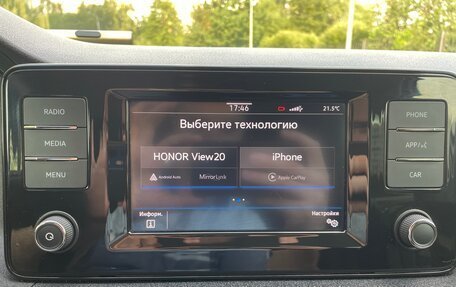 17:46 21.5°C
RADIO
MEDIA
MENU
Выберите технологию
HONOR View20 iPhone
Android Auto MirrorLink Apple CarPlay
Информ. Настройки
PHONE
APP/
CAR